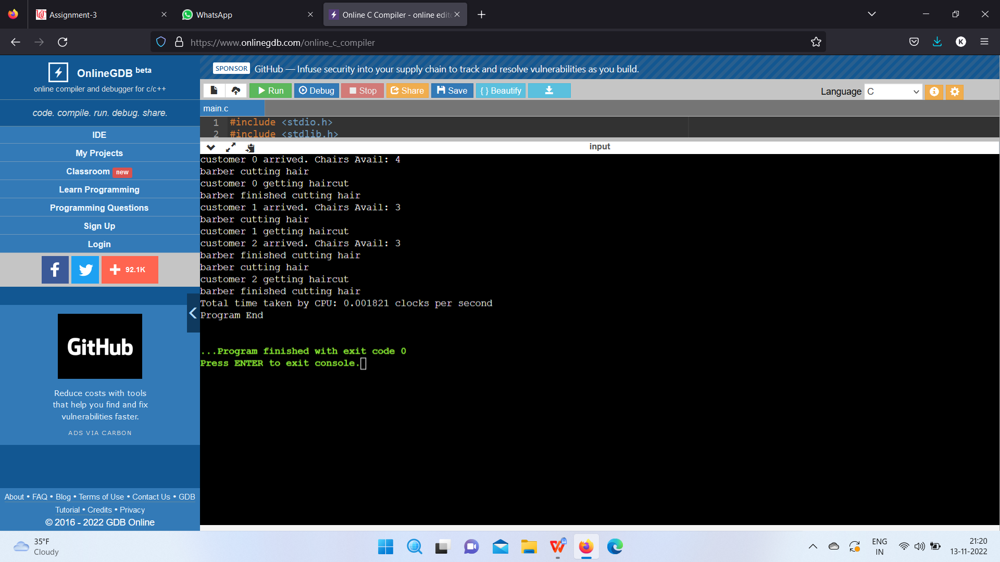 Assignment-3
WhatsApp
Online C Compiler - online edito
https://www.onlinegdb.com/online_c_compiler
K
OnlineGDB beta
online compiler and debugger for c/c++
code. compile. run. debug. share.
IDE
My Projects
Classroom new
Learn Programming
Programming Questions
Sign Up
Login
92.1K
GitHub
Reduce costs with tools
that help you find and fix
vulnerabilities faster.
ADS VIA CARBON
About • FAQ • Blog • Terms of Use • Contact Us • GDB
Tutorial • Credits • Privacy
© 2016 - 2022 GDB Online
SPONSOR GitHub — Infuse security into your supply chain to track and resolve vulnerabilities as you build.
Run Debug Stop Share Save { } Beautify
Language C
main.c
1 #include <stdio.h>
2 #include <stdlib.h>
input
customer 0 arrived. Chairs Avail: 4
barber cutting hair
customer 0 getting haircut
barber finished cutting hair
customer 1 arrived. Chairs Avail: 3
barber cutting hair
customer 1 getting haircut
customer 2 arrived. Chairs Avail: 3
barber finished cutting hair
barber cutting hair
customer 2 getting haircut
barber finished cutting hair
Total time taken by CPU: 0.001821 clocks per second
Program End
...Program finished with exit code 0
Press ENTER to exit console.
35°F
Cloudy
ENG
IN
21:20
13-11-2022